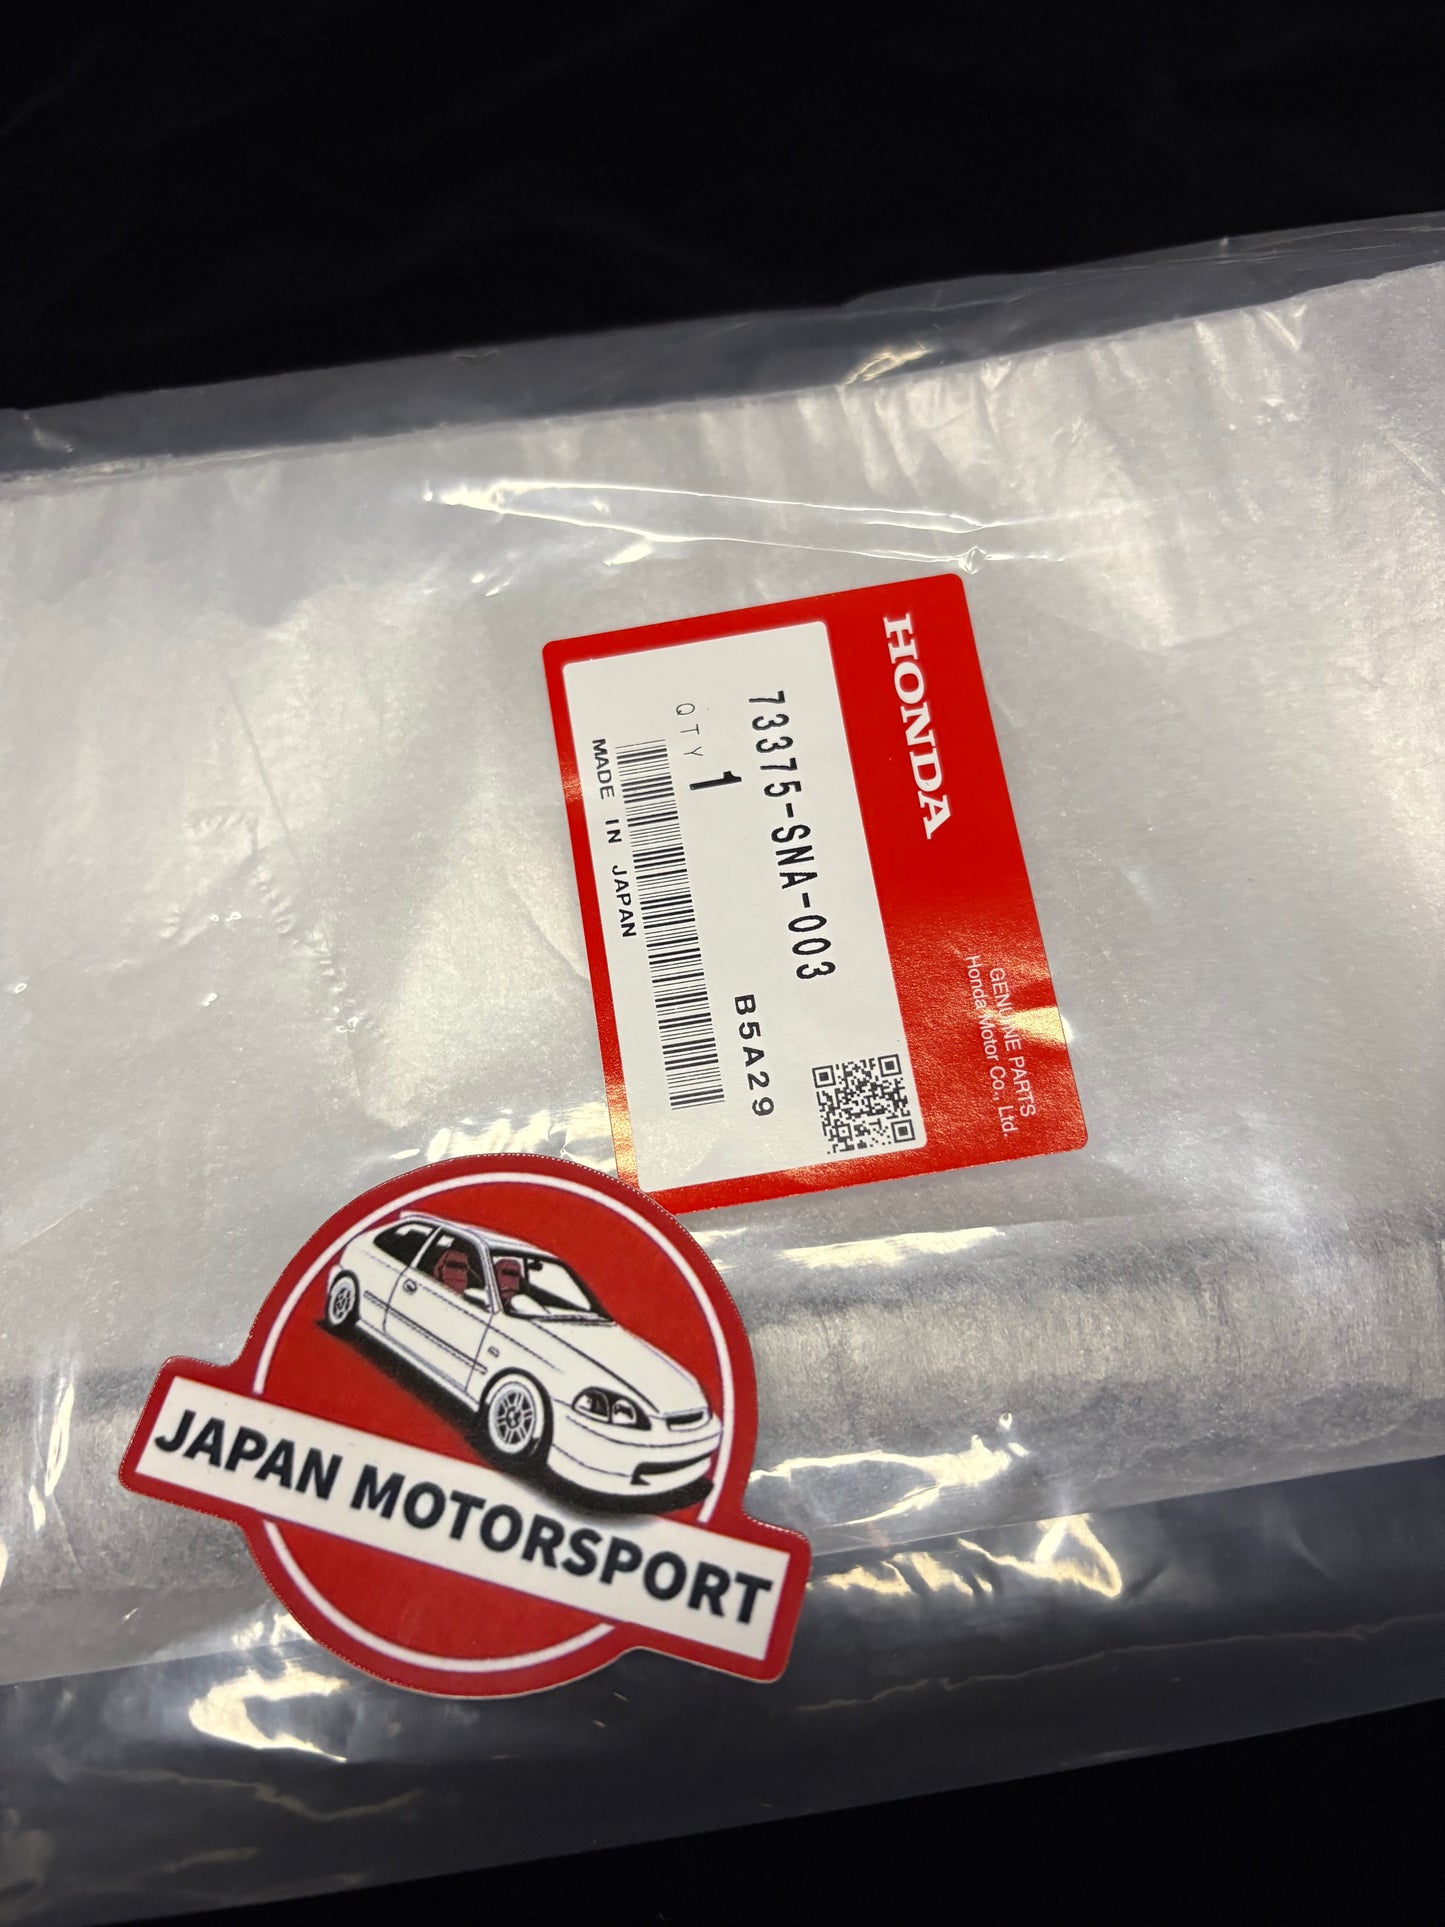 HONDA
GENUINE PARTS
Honda Motor Co., Ltd.
73375-SNA-003
QTY 1
B5A29
MADE IN JAPAN
JAPAN MOTORSPORT